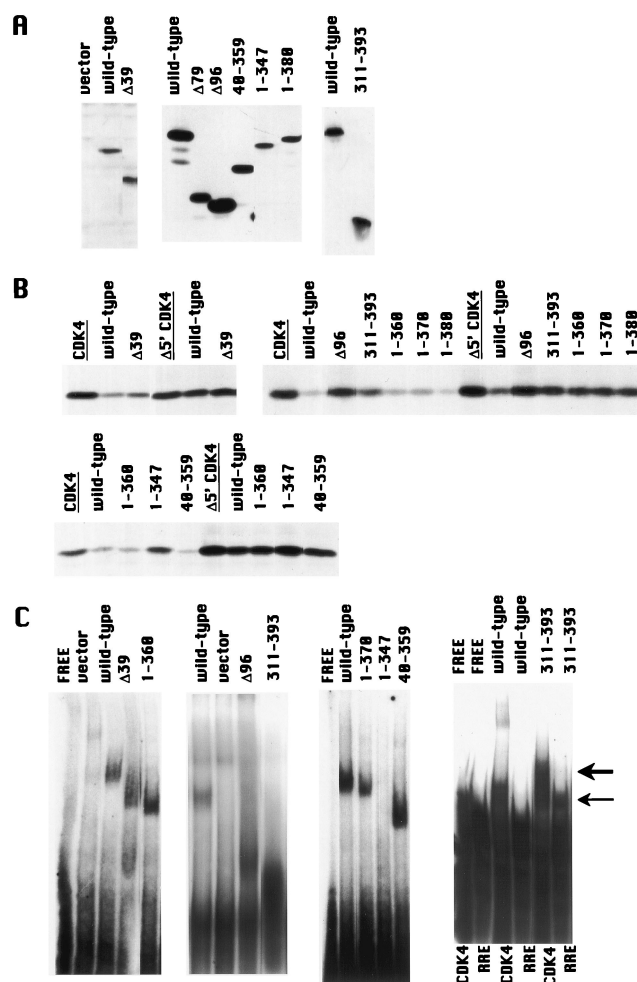 A
vector
wild-type
Δ39
wild-type
Δ79
Δ96
40-359
1-347
1-380
wild-type
311-393
B
CDK4
wild-type
Δ39
Δ5' CDK4
wild-type
Δ39
CDK4
wild-type
Δ96
311-393
1-360
1-370
1-380
Δ5' CDK4
wild-type
Δ96
311-393
1-360
1-370
1-380
CDK4
wild-type
1-360
1-347
40-359
Δ5' CDK4
wild-type
1-360
1-347
40-359
C
FREE
vector
wild-type
Δ39
1-360
wild-type
vector
Δ96
311-393
FREE
wild-type
1-370
1-347
40-359
FREE
FREE
wild-type
wild-type
311-393
311-393
CDK4
RRE
CDK4
RRE
CDK4
RRE